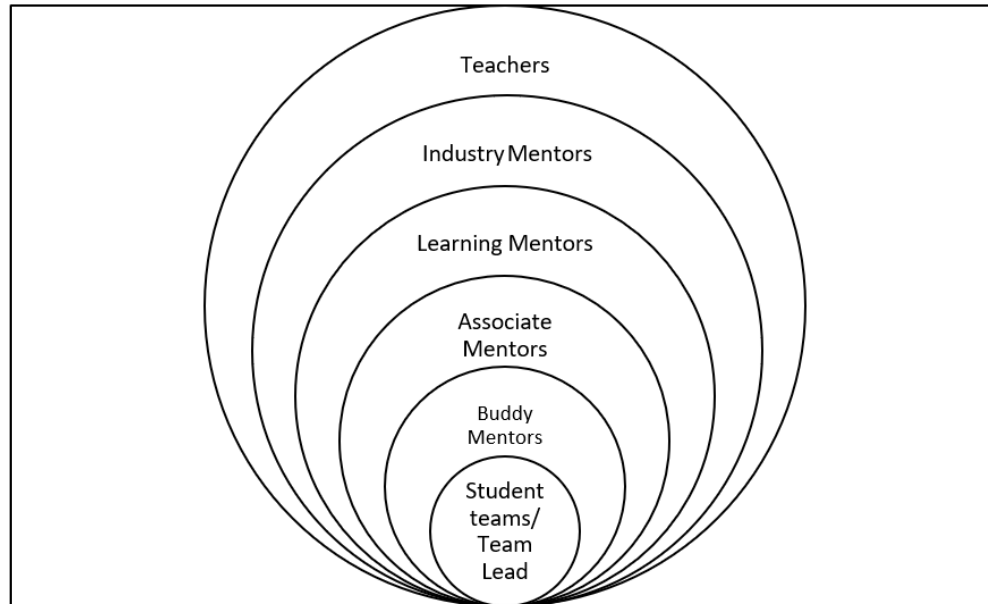 Teachers
Industry Mentors
Learning Mentors
Associate
Mentors
Buddy
Mentors
Student
teams/
Team
Lead